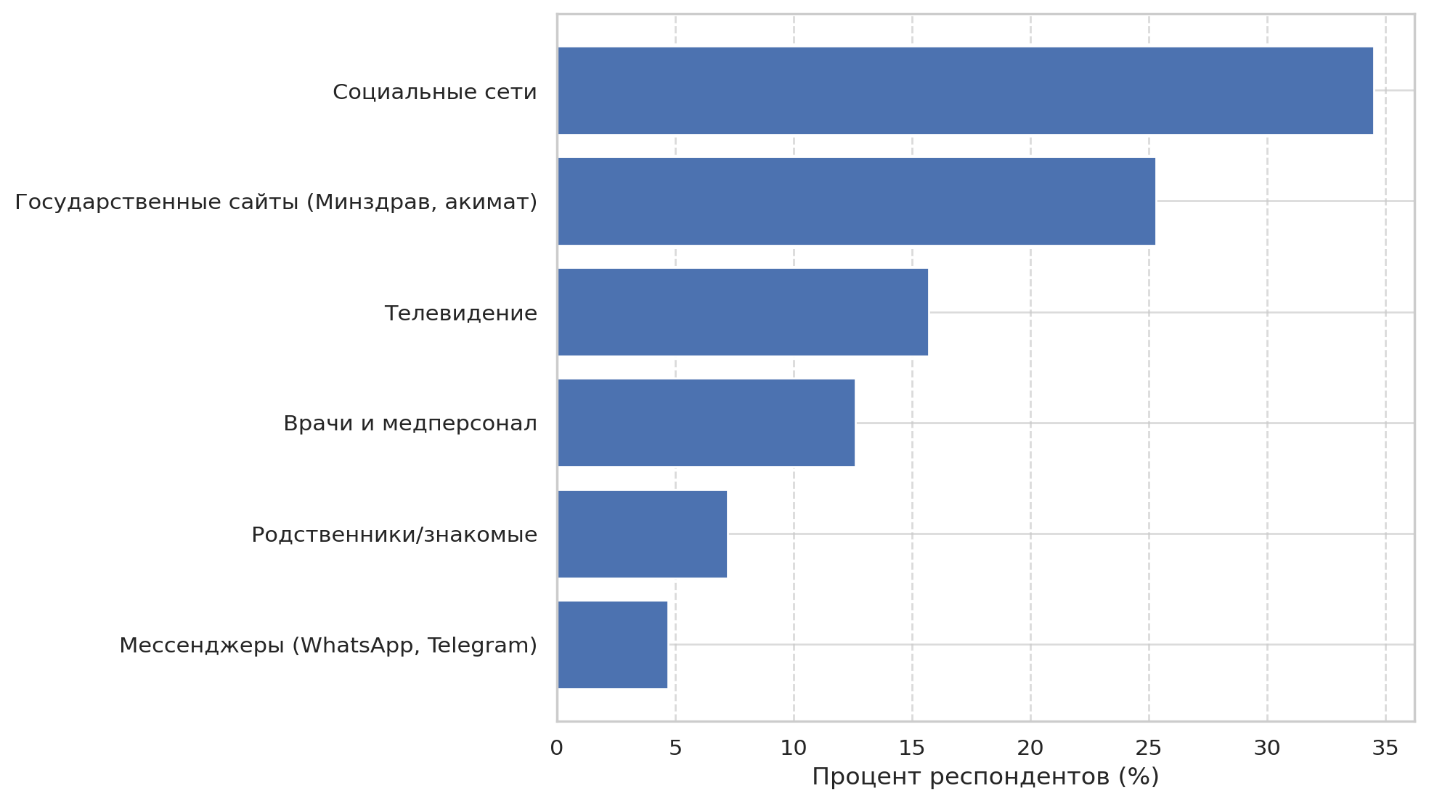 Социальные сети
Государственные сайты (Минздрав, акимат)
Телевидение
Врачи и медперсонал
Родственники/знакомые
Мессенджеры (WhatsApp, Telegram)
0 5 10 15 20 25 30 35
Процент респондентов (%)